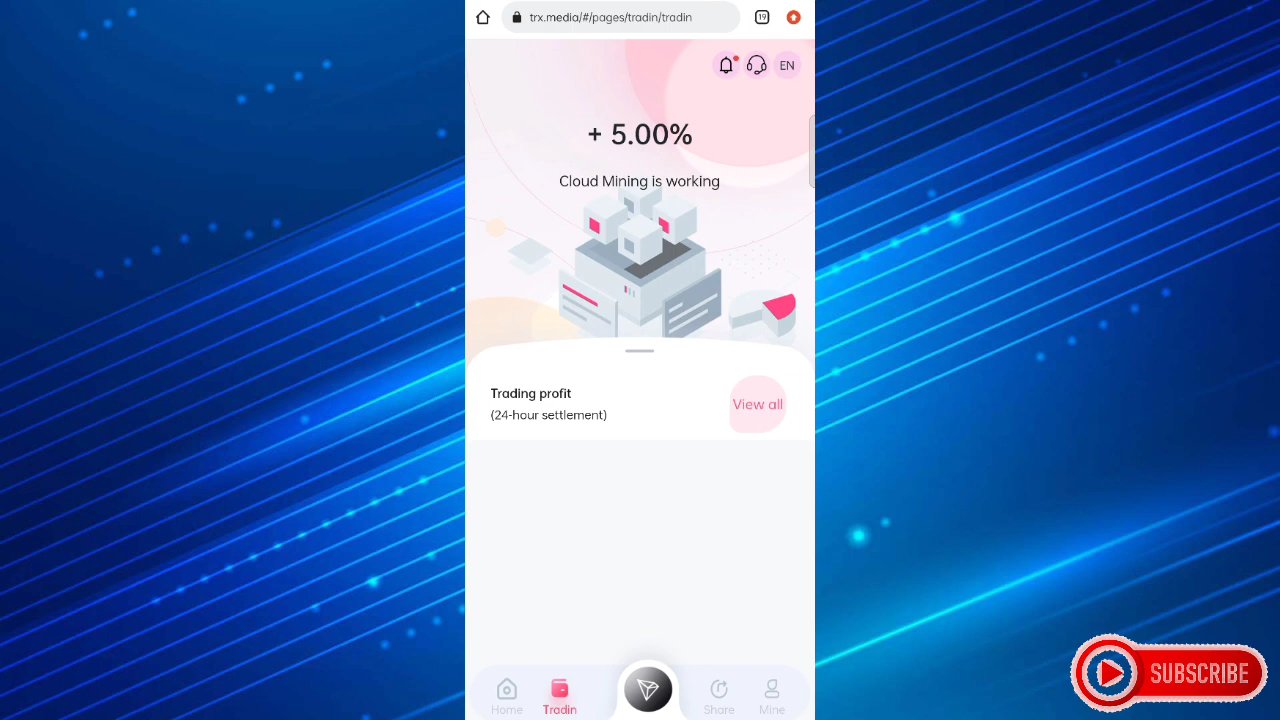 trx.media/#/pages/tradin/tradin
19
EN
+ 5.00%
Cloud Mining is working
Trading profit
(24-hour settlement)
View all
Home
Tradin
Share
Mine
SUBSCRIBE